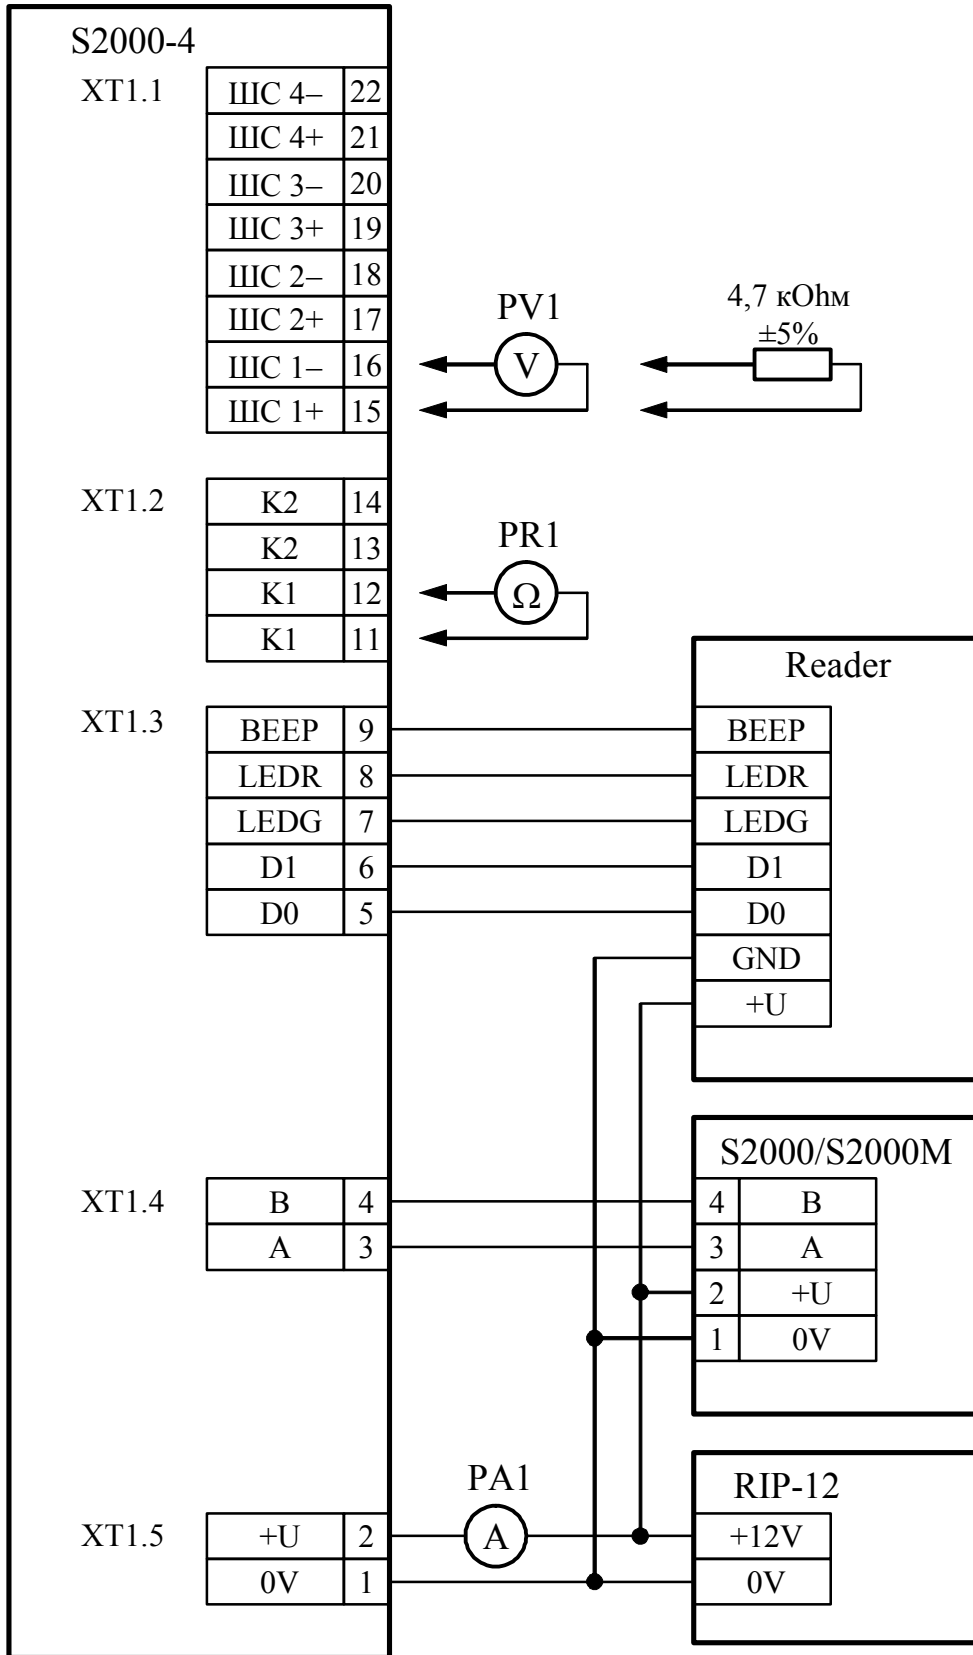 S2000-4
XT1.1
ШС 4– 22
ШС 4+ 21
ШС 3– 20
ШС 3+ 19
ШС 2– 18
ШС 2+ 17
ШС 1– 16
ШС 1+ 15
PV1
V
4,7 кOhм
±5%
XT1.2
K2 14
K2 13
K1 12
K1 11
PR1
Ω
XT1.3
BEEP 9
LEDR 8
LEDG 7
D1 6
D0 5
Reader
BEEP
LEDR
LEDG
D1
D0
GND
+U
XT1.4
B 4
A 3
S2000/S2000M
4 B
3 A
2 +U
1 0V
XT1.5
+U 2
0V 1
PA1
A
RIP-12
+12V
0V